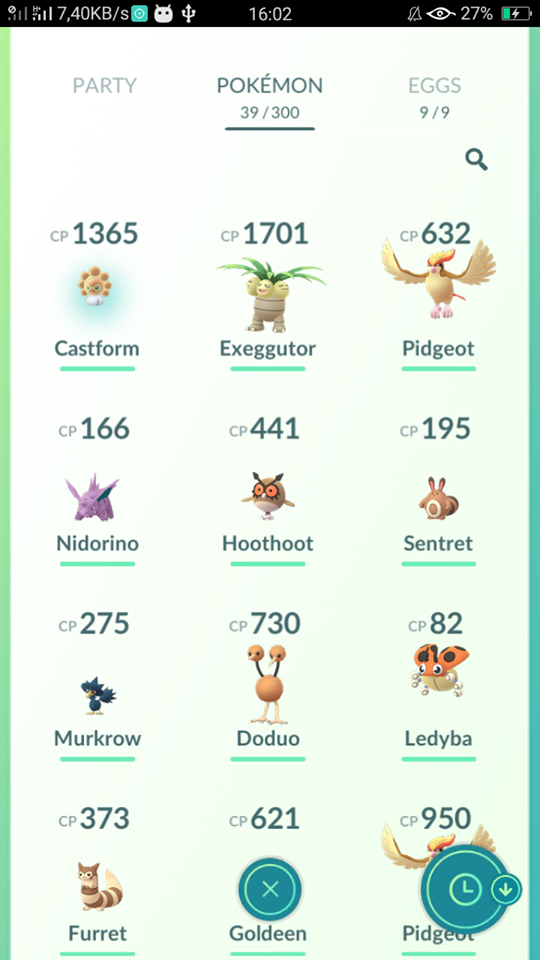 7,40KB/s 16:02 27%
PARTY POKÉMON EGGS
39 / 300 9 / 9
CP 1365 CP 1701 CP 632
Castform Exeggutor Pidgeot
CP 166 CP 441 CP 195
Nidorino Hoothoot Sentret
CP 275 CP 730 CP 82
Murkrow Doduo Ledyba
CP 373 CP 621 CP 950
Furret Goldeen Pidgeot